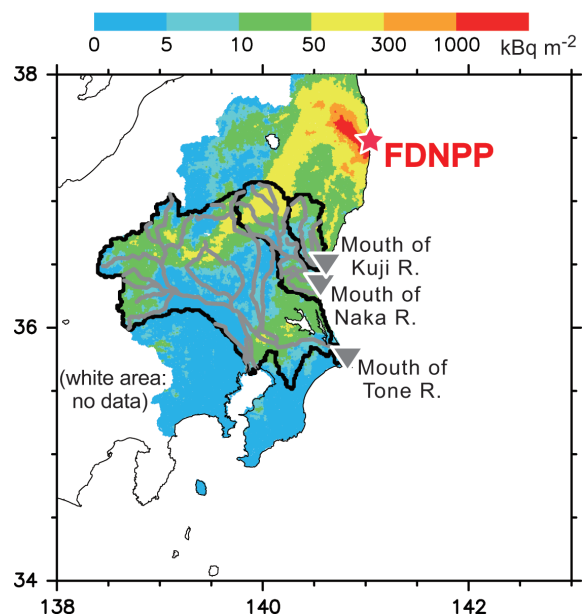 0 5 10 50 300 1000 kBq m⁻²
38
FDNPP
Mouth of
Kuji R.
Mouth of
Naka R.
36
(white area:
no data)
Mouth of
Tone R.
34
138 140 142